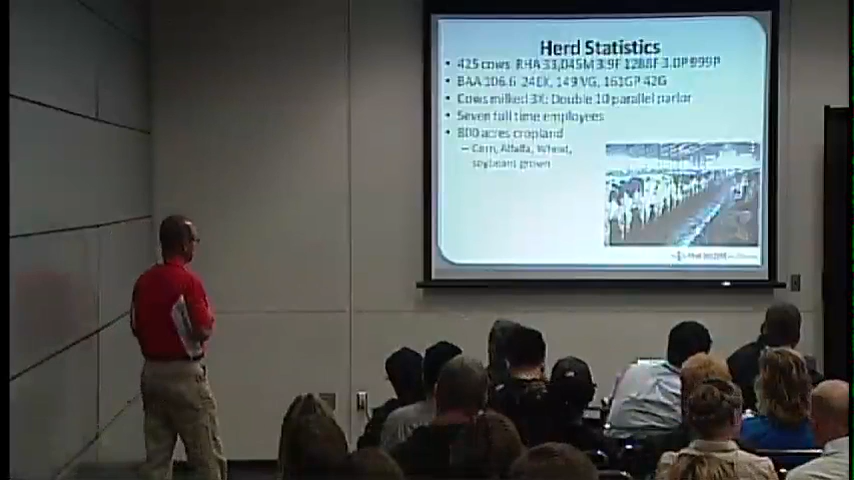 Herd Statistics
• 425 cows RHA 33,045M 3.9F 1288F 3.0P 999P
• BAA 106.6 24EX, 149 VG, 161GP 42G
• Cows milked 3X: Double 10 parallel parlor
• Seven full time employees
• 800 acres cropland
– Corn, Alfalfa, Wheat,
soybeans grown